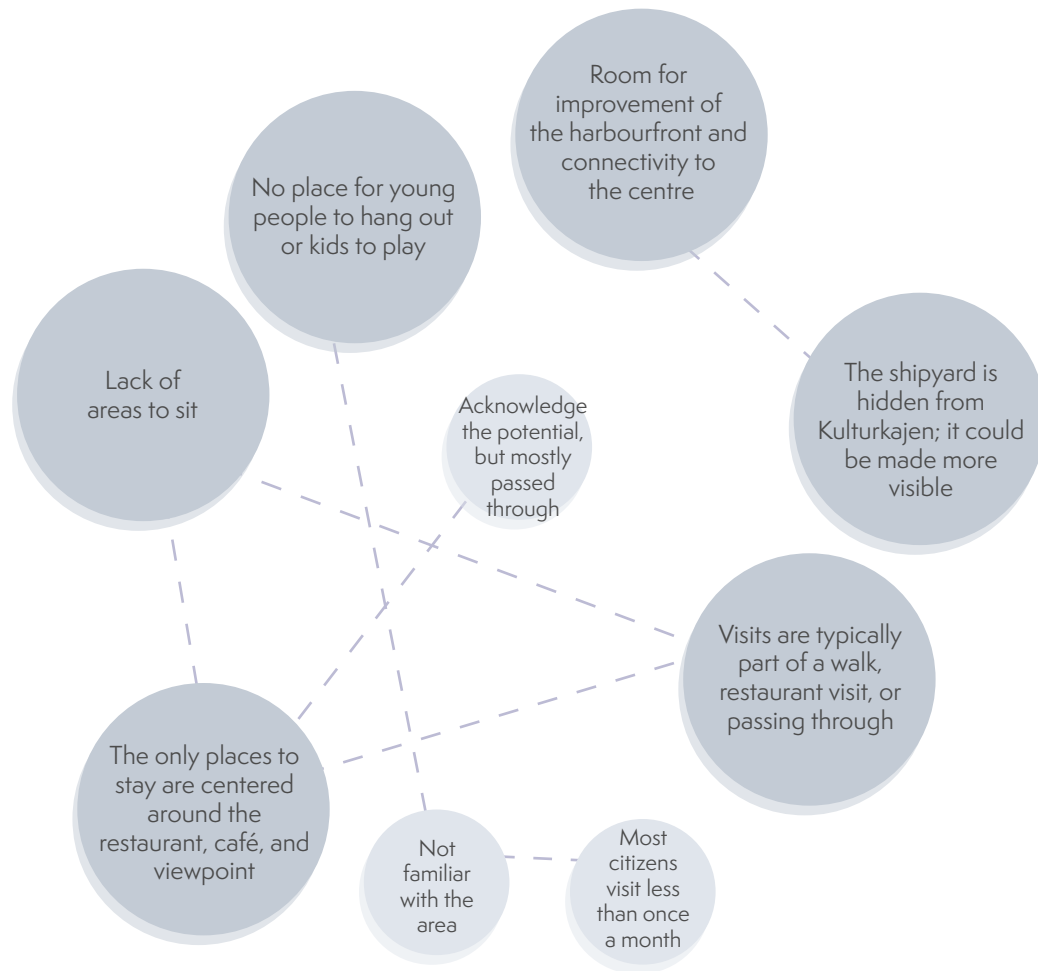 Room for
improvement of
the harbourfront and
connectivity to
the centre
No place for young
people to hang out
or kids to play
Lack of
areas to sit
Acknowledge
the potential,
but mostly
passed
through
The shipyard is
hidden from
Kulturkajen; it could
be made more
visible
Visits are typically
part of a walk,
restaurant visit, or
passing through
The only places to
stay are centered
around the
restaurant, café, and
viewpoint
Not
familiar
with the
area
Most
citizens
visit less
than once
a month